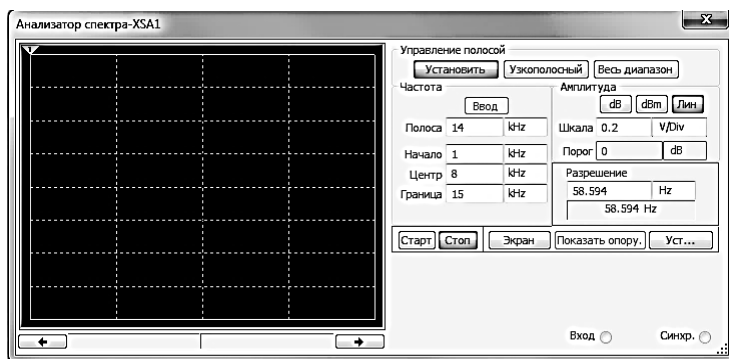 Анализатор спектра-XSA1
Управление полосой
Установить Узкополосный Весь диапазон
Частота
Ввод
Полоса 14 kHz
Начало 1 kHz
Центр 8 kHz
Граница 15 kHz
Амплитуда
dB dBm Лин
Шкала 0.2 V/Div
Порог 0 dB
Разрешение
58.594 Hz
58.594 Hz
Старт Стоп Экран Показать опору. Уст...
Вход Синхр.